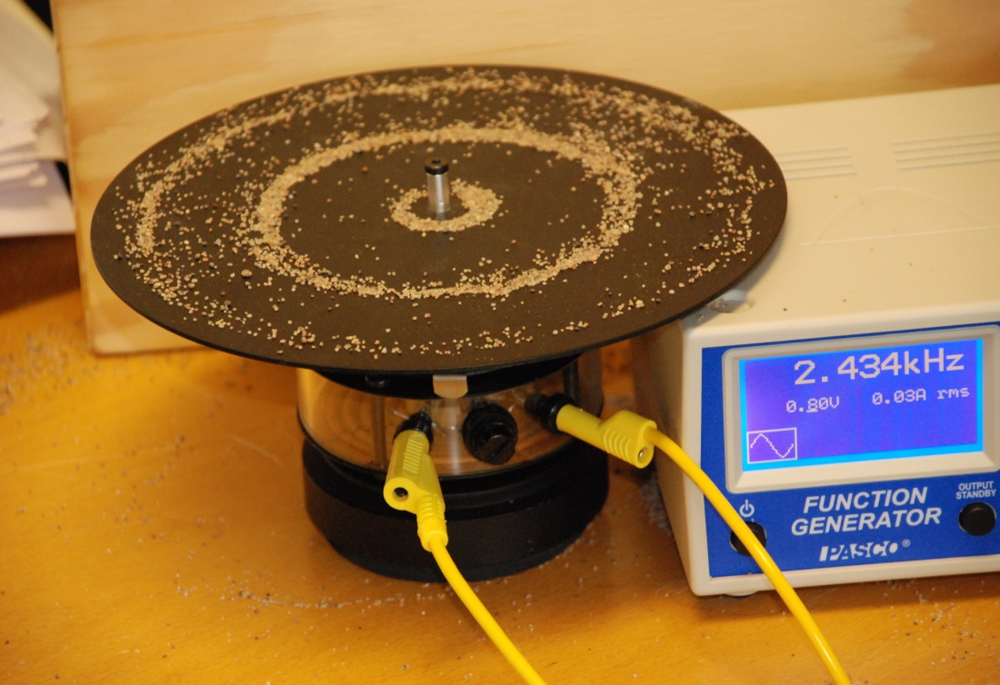 2.434kHz
0.80V 0.03A rms
OUTPUT
STANDBY
FUNCTION
GENERATOR
PASCO®